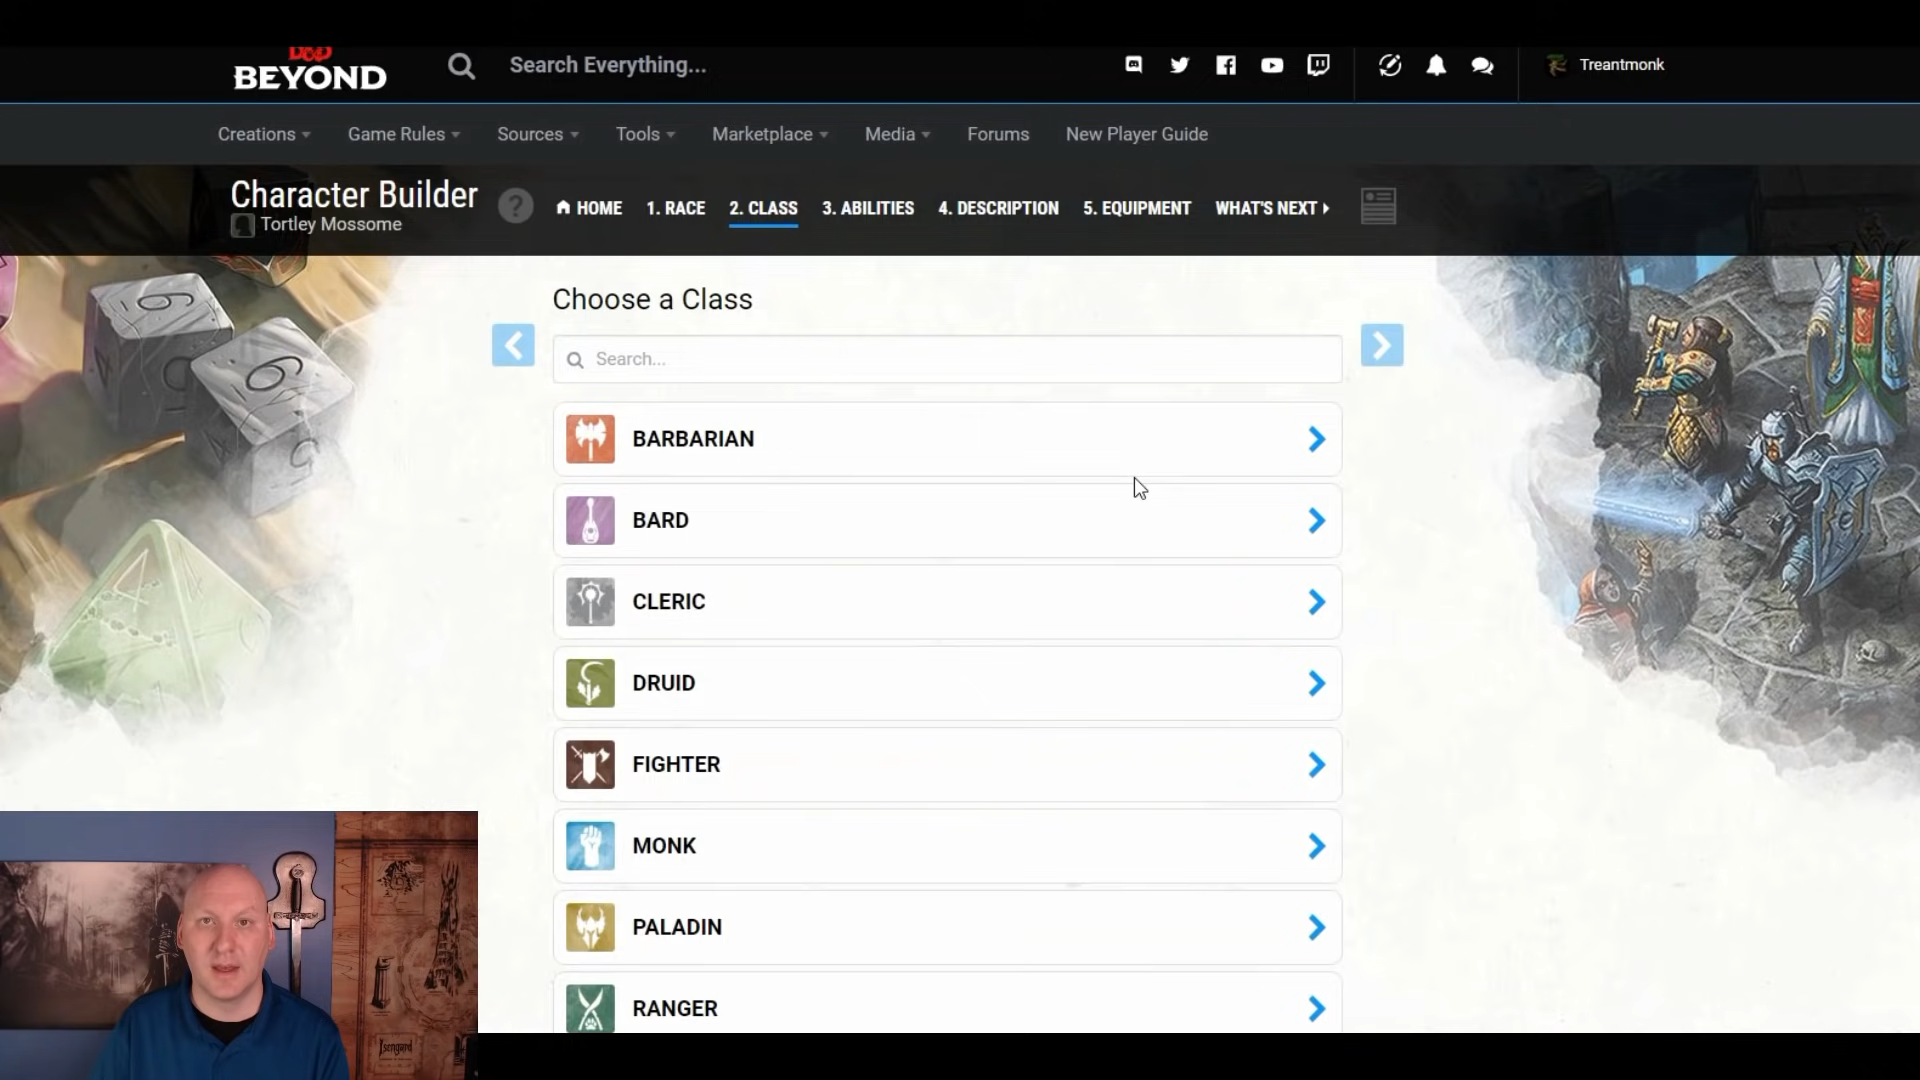 D&D
BEYOND
Search Everything...
Treantmonk
Creations
Game Rules
Sources
Tools
Marketplace
Media
Forums
New Player Guide
Character Builder
Tortley Mossome
?
HOME
1. RACE
2. CLASS
3. ABILITIES
4. DESCRIPTION
5. EQUIPMENT
WHAT'S NEXT
Choose a Class
Search...
BARBARIAN
BARD
CLERIC
DRUID
FIGHTER
MONK
PALADIN
RANGER
Isengard